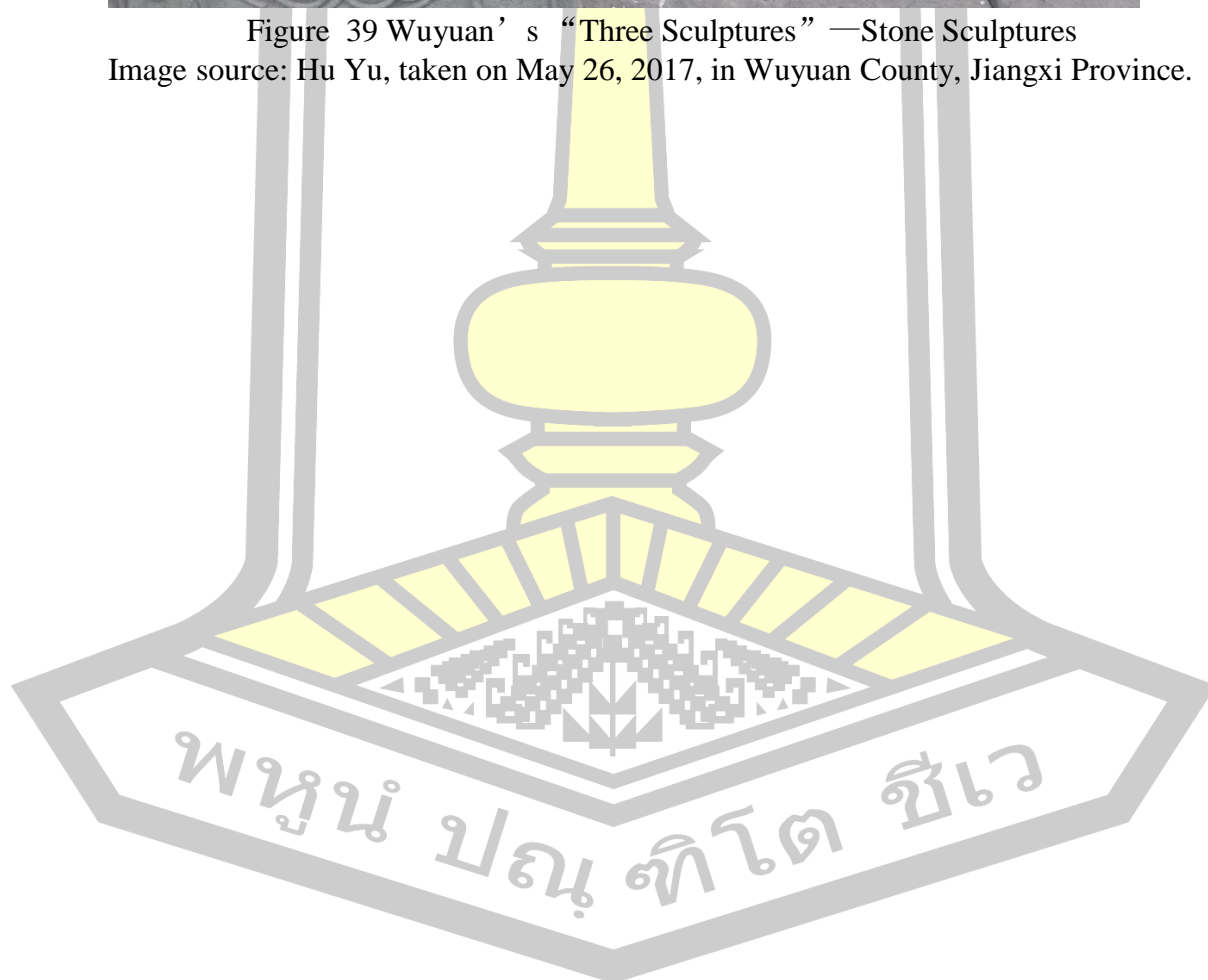 Figure 39 Wuyuan’s “Three Sculptures”—Stone Sculptures
Image source: Hu Yu, taken on May 26, 2017, in Wuyuan County, Jiangxi Province.
พหูนํ ปณฺฑิโต ชีเว